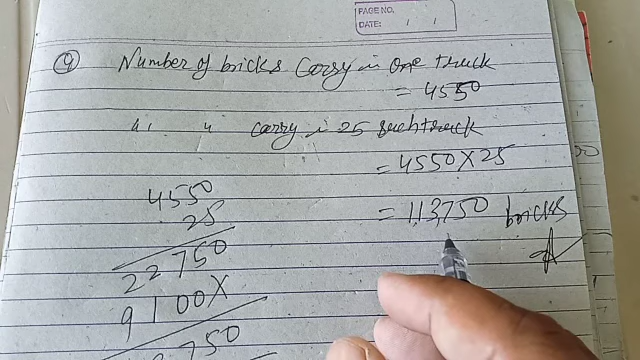 PAGE NO.
DATE: / /
9 Number of bricks carry in one truck
= 4550
" " carry in 25 such truck
= 4550×25
= 1,13,750 bricks
4550
25
22750
9100X
750